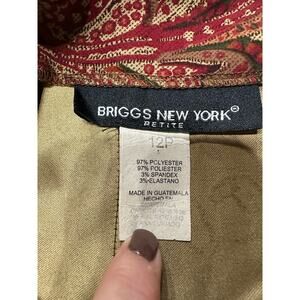 BRIGGS NEW YORK
PETITE
12P
97% POLYESTER
97% POLIESTER
3% SPANDEX
3% ELASTANO
MADE IN GUATEMALA
HECHO EN